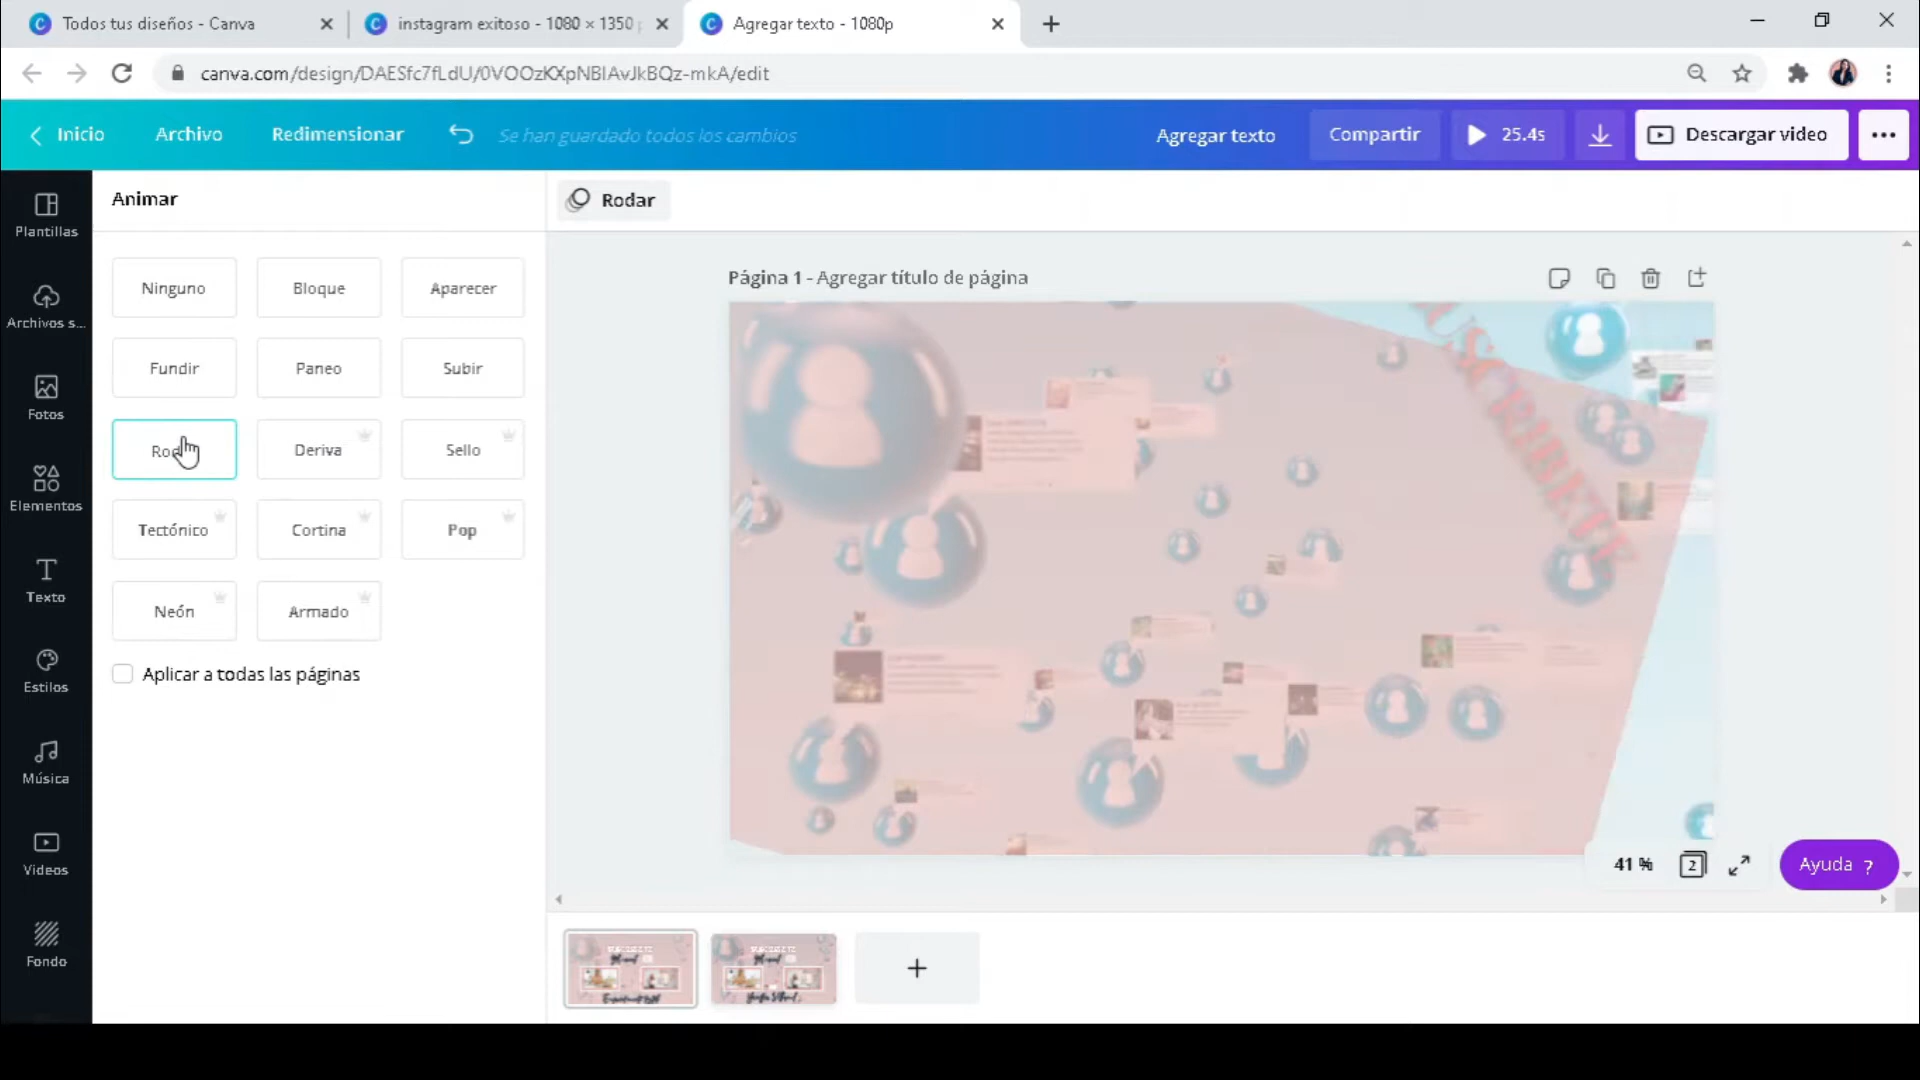 Todos tus diseños - Canva
instagram exitoso - 1080 × 1350
Agregar texto - 1080p
canva.com/design/DAESfc7fLdU/0VOOzKXpNBIAvJkBQz-mkA/edit
Inicio
Archivo
Redimensionar
Se han guardado todos los cambios
Agregar texto
Compartir
25.4s
Descargar video
Plantillas
Archivos s...
Fotos
Elementos
Texto
Estilos
Música
Videos
Fondo
Animar
Ninguno
Bloque
Aparecer
Fundir
Paneo
Subir
Deriva
Sello
Tectónico
Cortina
Pop
Neón
Armado
Aplicar a todas las páginas
Rodar
Página 1 - Agregar título de página
41 %
2
Ayuda ?